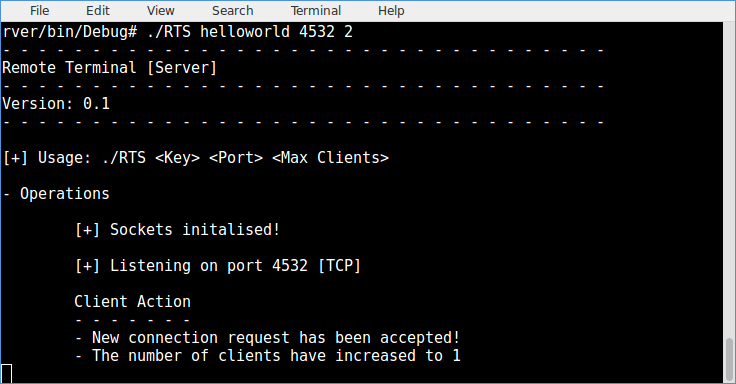 File Edit View Search Terminal Help
rver/bin/Debug# ./RTS helloworld 4532 2
- - - - - - - - - - - - - - - - - - - - - - - - - - - - - - - - - -
Remote Terminal [Server]
- - - - - - - - - - - - - - - - - - - - - - - - - - - - - - - - - -
Version: 0.1
- - - - - - - - - - - - - - - - - - - - - - - - - - - - - - - - - -
[+] Usage: ./RTS <Key> <Port> <Max Clients>
- Operations
[+] Sockets initalised!
[+] Listening on port 4532 [TCP]
Client Action
- - - - - - -
- New connection request has been accepted!
- The number of clients have increased to 1